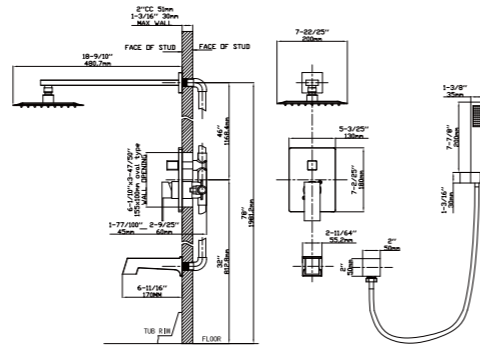 2"CC 51mm
1-3/16" 30mm
MAX WALL
FACE OF STUD
FACE OF STUD
18-9/10"
480.7mm
7-22/25"
200mm
1-3/8"
35mm
7-7/8"
200mm
1-3/16"
30mm
46"
1168.4mm
5-3/25"
130mm
7-2/25"
180mm
6-1/10"x3-47/50"
155x100mm oval type
WALL OPENING
78"
1981.2mm
1-77/100"
45mm
2-9/25"
60mm
32"
812.8mm
2-11/64"
55.2mm
2"
50mm
2"
50mm
6-11/16"
170MM
TUB RIM
FLOOR